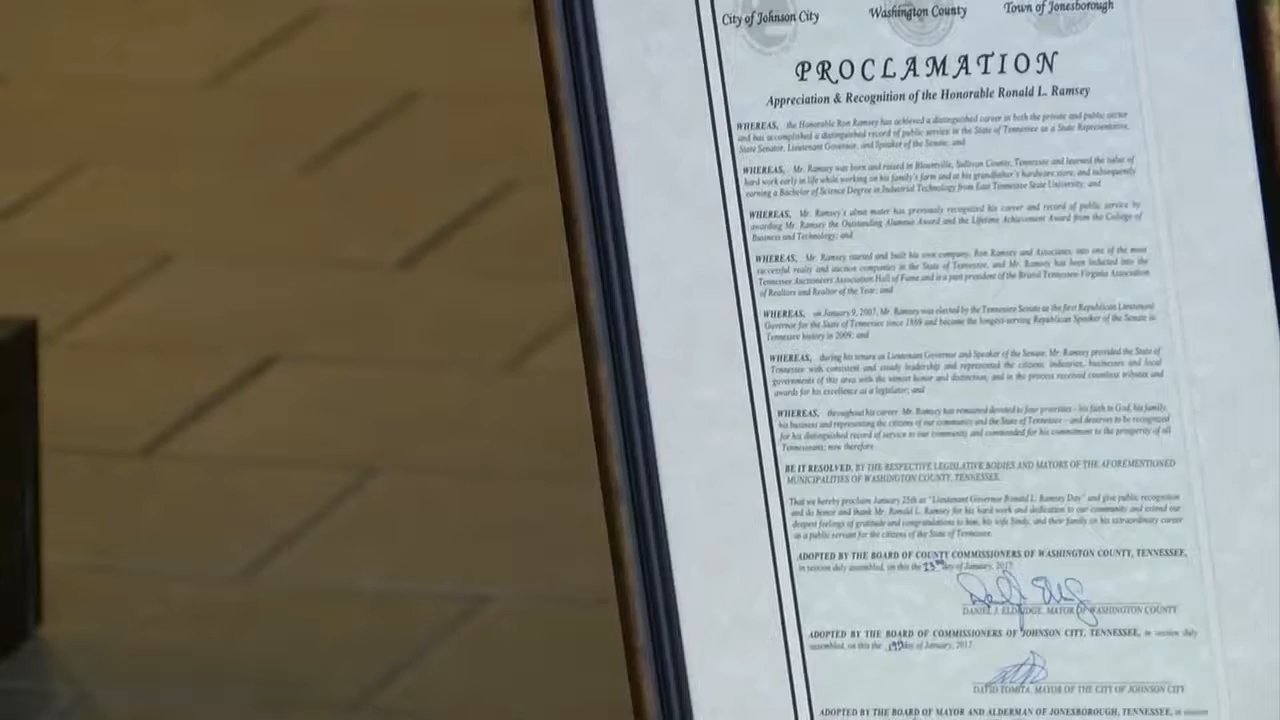 City of Johnson City Washington County Town of Jonesborough
PROCLAMATION
Appreciation & Recognition of the Honorable Ronald L. Ramsey
WHEREAS, the Honorable Ron Ramsey has achieved a distinguished career in both the private and public sector
and has accomplished a distinguished record of public service in the State of Tennessee as a State Representative,
State Senator, Lieutenant Governor, and Speaker of the Senate; and
WHEREAS, Mr. Ramsey was born and raised in Blountville, Sullivan County, Tennessee and learned the value of
hard work early in life while working on his family's farm and at his grandfather's hardware store, and subsequently
earning a Bachelor of Science Degree in Industrial Technology from East Tennessee State University; and
WHEREAS, Mr. Ramsey's alma mater has previously recognized his career and record of public service by
awarding Mr. Ramsey the Outstanding Alumnus Award and the Lifetime Achievement Award from the College of
Business and Technology; and
WHEREAS, Mr. Ramsey started and built his own company, Ron Ramsey and Associates, into one of the most
successful realty and auction companies in the State of Tennessee, and Mr. Ramsey has been inducted into the
Tennessee Auctioneers Association Hall of Fame and is a past president of the Bristol Tennessee-Virginia Association
of Realtors and Realtor of the Year; and
WHEREAS, on January 9, 2007, Mr. Ramsey was elected by the Tennessee Senate as the first Republican Lieutenant
Governor for the State of Tennessee since 1869 and became the longest-serving Republican Speaker of the Senate in
Tennessee history in 2009; and
WHEREAS, during his tenure as Lieutenant Governor and Speaker of the Senate, Mr. Ramsey provided the State of
Tennessee with consistent and steady leadership and represented the citizens, industries, businesses and local
governments of this area with the utmost honor and distinction, and in the process received countless tributes and
awards for his excellence as a legislator; and
WHEREAS, throughout his career, Mr. Ramsey has remained devoted to four priorities – his faith in God, his family,
his business and representing the citizens of our community and the State of Tennessee – and deserves to be recognized
for his distinguished record of service to our community and commended for his commitment to the prosperity of all
Tennesseans; now therefore
BE IT RESOLVED, BY THE RESPECTIVE LEGISLATIVE BODIES AND MAYORS OF THE AFOREMENTIONED
MUNICIPALITIES OF WASHINGTON COUNTY, TENNESSEE.
That we hereby proclaim January 25th as "Lieutenant Governor Ronald L. Ramsey Day" and give public recognition
and do honor and thank Mr. Ronald L. Ramsey for his hard work and dedication to our community and extend our
deepest feelings of gratitude and congratulations to him, his wife Sindy, and their family on his extraordinary career
as a public servant for the citizens of the State of Tennessee.
ADOPTED BY THE BOARD OF COUNTY COMMISSIONERS OF WASHINGTON COUNTY, TENNESSEE,
in session duly assembled, on this the 23rd day of January, 2017.
DANIEL J. ELDRIDGE, MAYOR OF WASHINGTON COUNTY
ADOPTED BY THE BOARD OF COMMISSIONERS OF JOHNSON CITY, TENNESSEE, in session duly
assembled, on this the 19th day of January, 2017.
DAVID TOMITA, MAYOR OF THE CITY OF JOHNSON CITY
ADOPTED BY THE BOARD OF MAYOR AND ALDERMAN OF JONESBOROUGH, TENNESSEE, in session